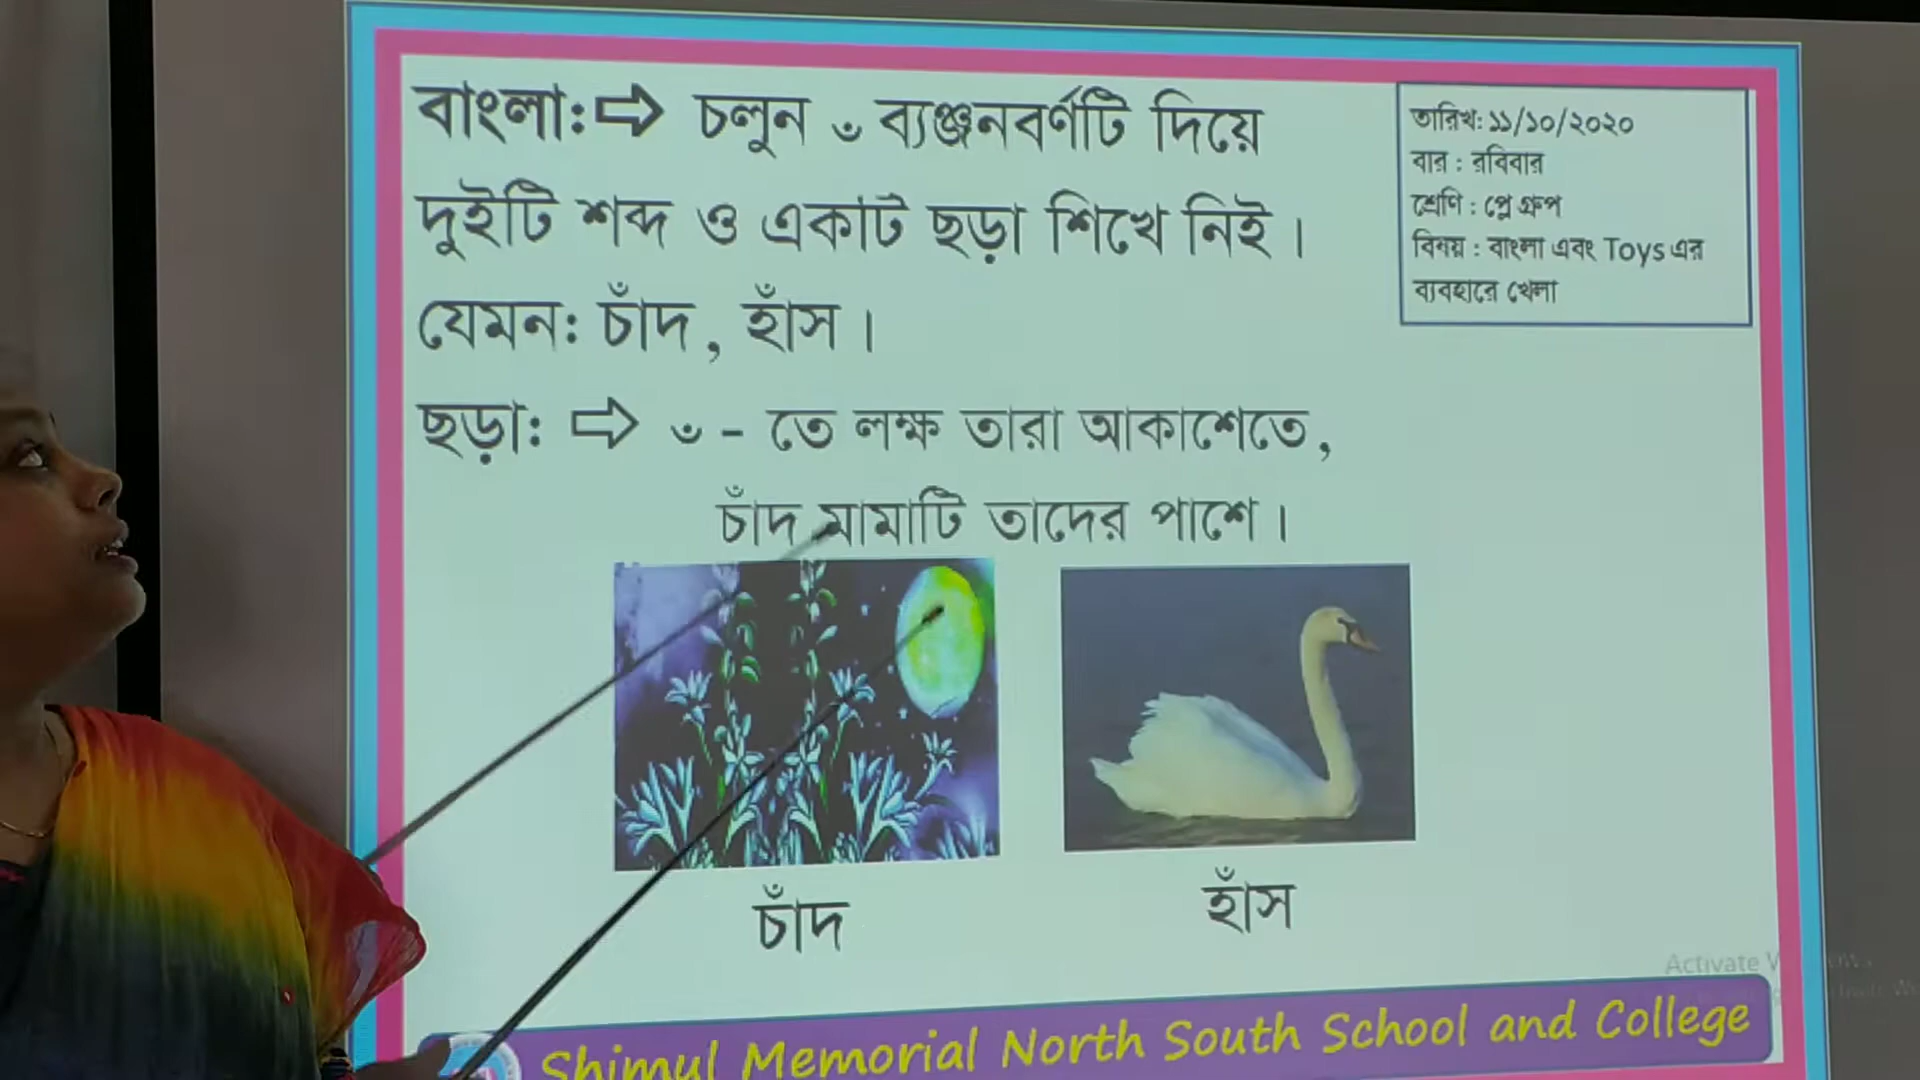 বাংলা:⇨ চলুন ঁ ব্যঞ্জনবর্ণটি দিয়ে
দুইটি শব্দ ও একটি ছড়া শিখে নিই।
যেমন: চাঁদ, হাঁস।
ছড়া: ⇨ ঁ - তে লক্ষ তারা আকাশেতে,
চাঁদ মামাটি তাদের পাশে।
চাঁদ
হাঁস
তারিখ: ১১/১০/২০২০
বার : রবিবার
শ্রেণি : প্লে গ্রুপ
বিষয় : বাংলা এবং Toys এর
ব্যবহারে খেলা
Activate
Shimul Memorial North South School and College